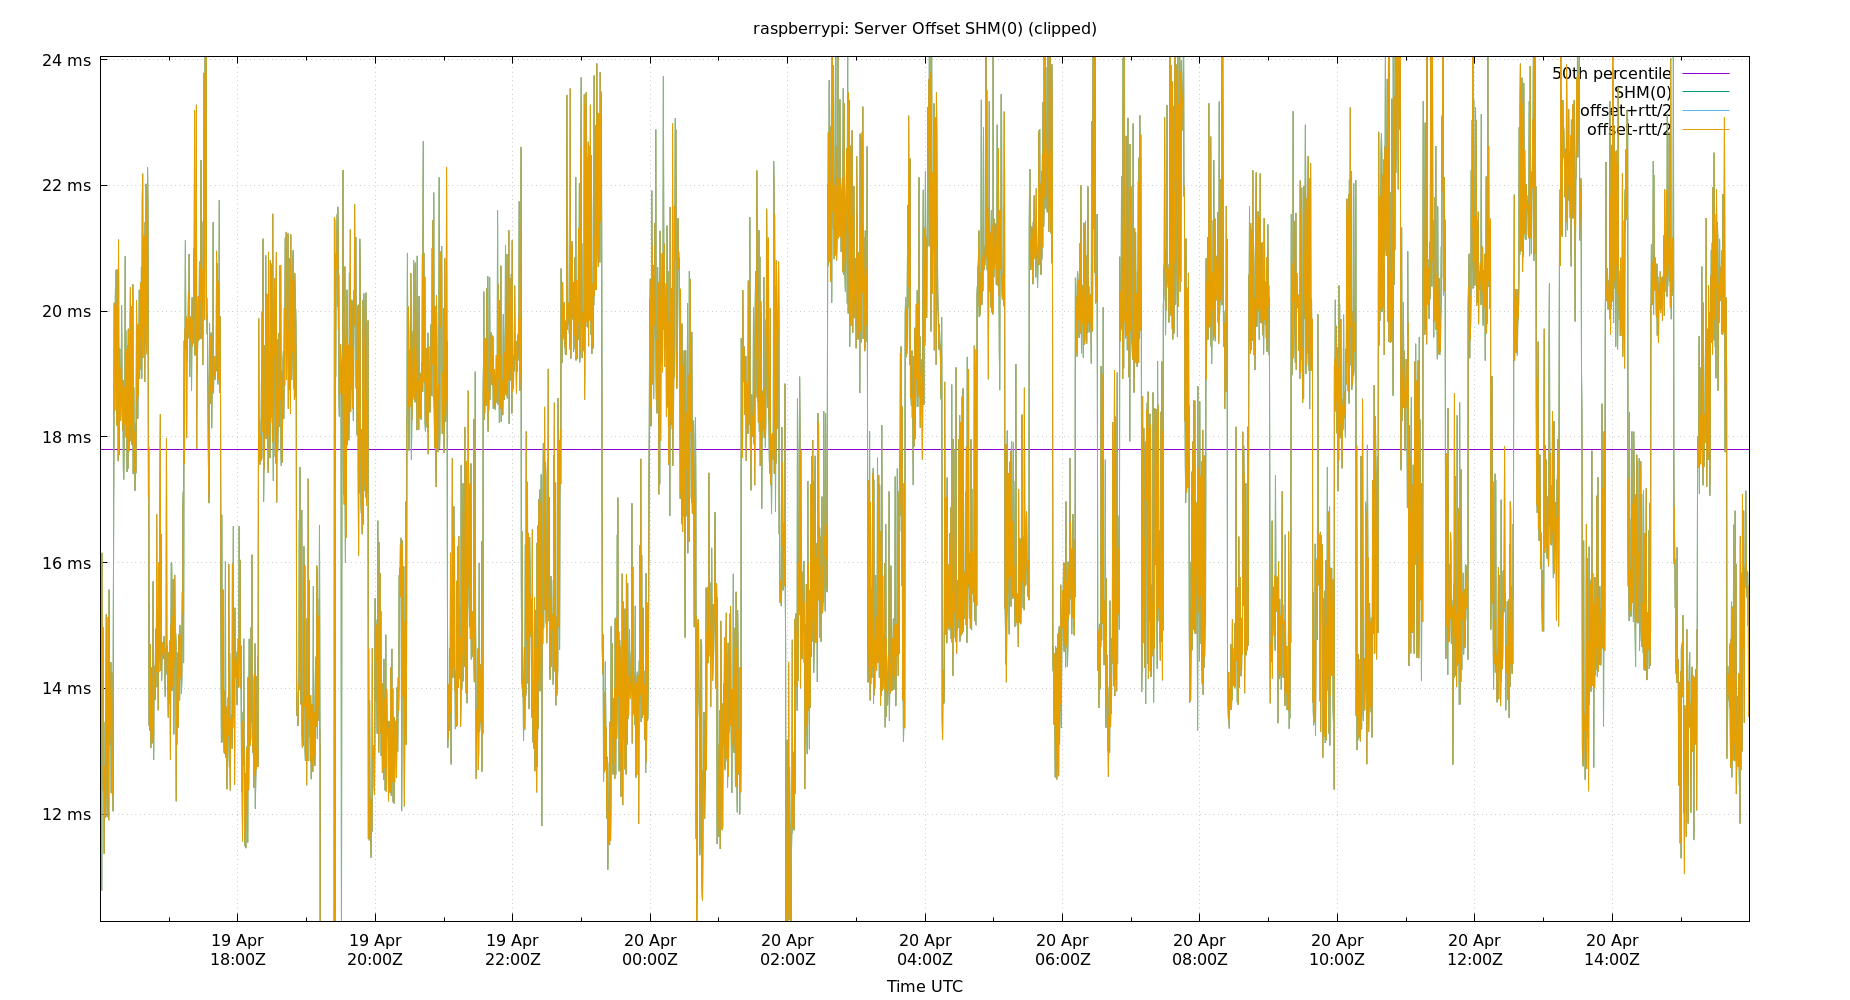 raspberrypi: Server Offset SHM(0) (clipped)
24 ms
22 ms
20 ms
18 ms
16 ms
14 ms
12 ms
50th percentile
SHM(0)
offset+rtt/2
offset-rtt/2
19 Apr
18:00Z
19 Apr
20:00Z
19 Apr
22:00Z
20 Apr
00:00Z
20 Apr
02:00Z
20 Apr
04:00Z
20 Apr
06:00Z
20 Apr
08:00Z
20 Apr
10:00Z
20 Apr
12:00Z
20 Apr
14:00Z
Time UTC